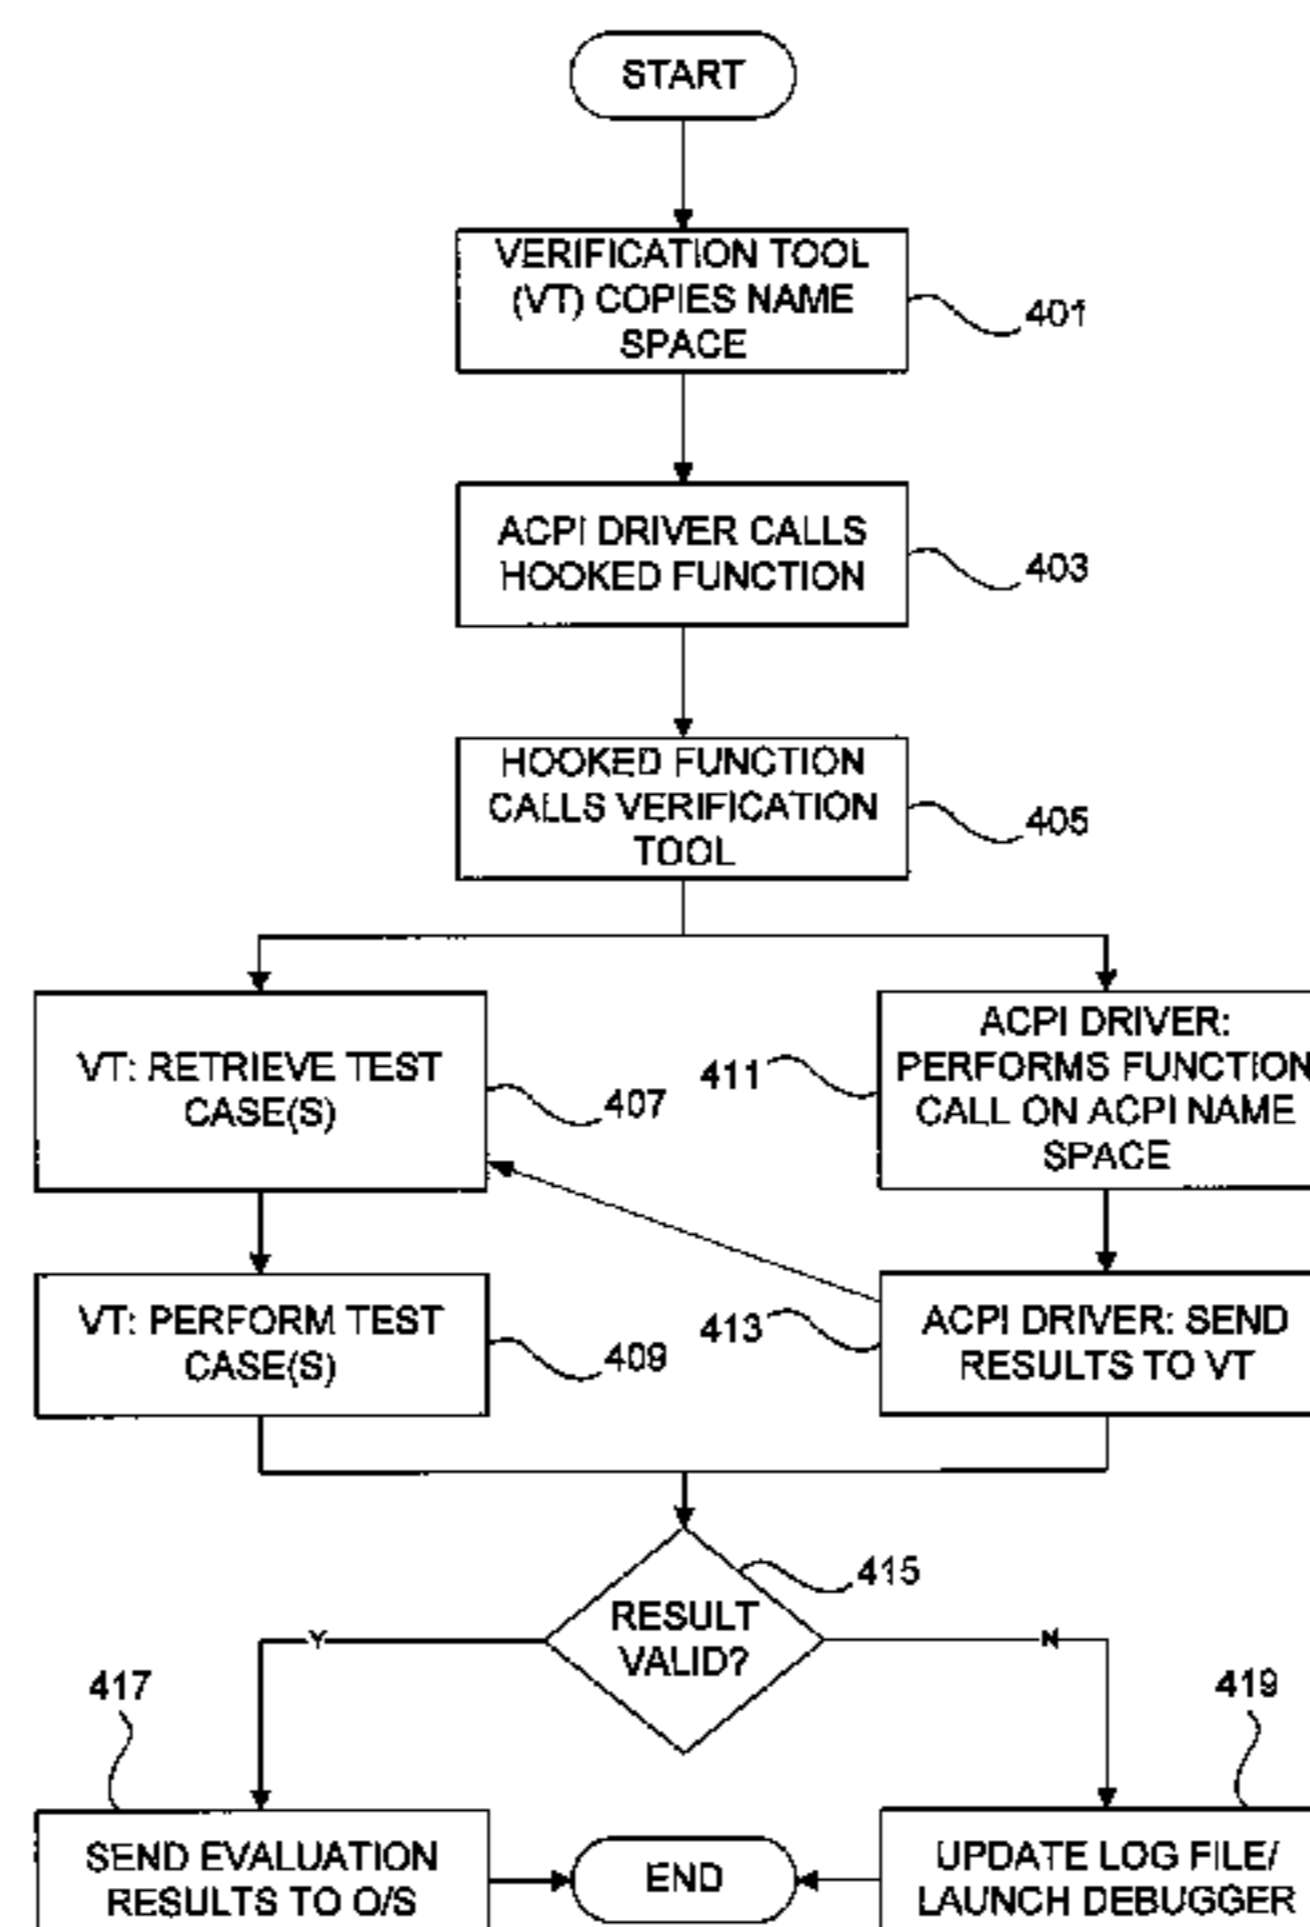 START
VERIFICATION TOOL
(VT) COPIES NAME
SPACE
401
ACPI DRIVER CALLS
HOOKED FUNCTION
403
HOOKED FUNCTION
CALLS VERIFICATION
TOOL
405
VT: RETRIEVE TEST
CASE(S)
407
411
ACPI DRIVER:
PERFORMS FUNCTION
CALL ON ACPI NAME
SPACE
VT: PERFORM TEST
CASE(S)
409
413
ACPI DRIVER: SEND
RESULTS TO VT
415
RESULT
VALID?
Y
N
417
419
SEND EVALUATION
RESULTS TO O/S
END
UPDATE LOG FILE/
LAUNCH DEBUGGER